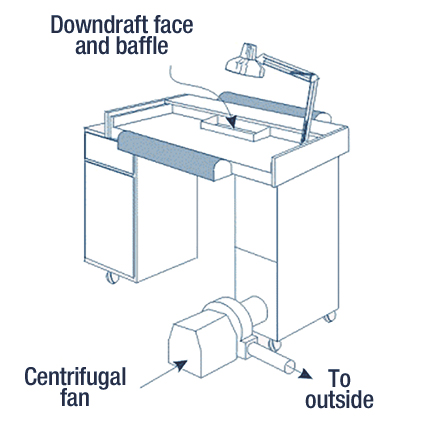 Downdraft face
and baffle
Centrifugal
fan
To
outside